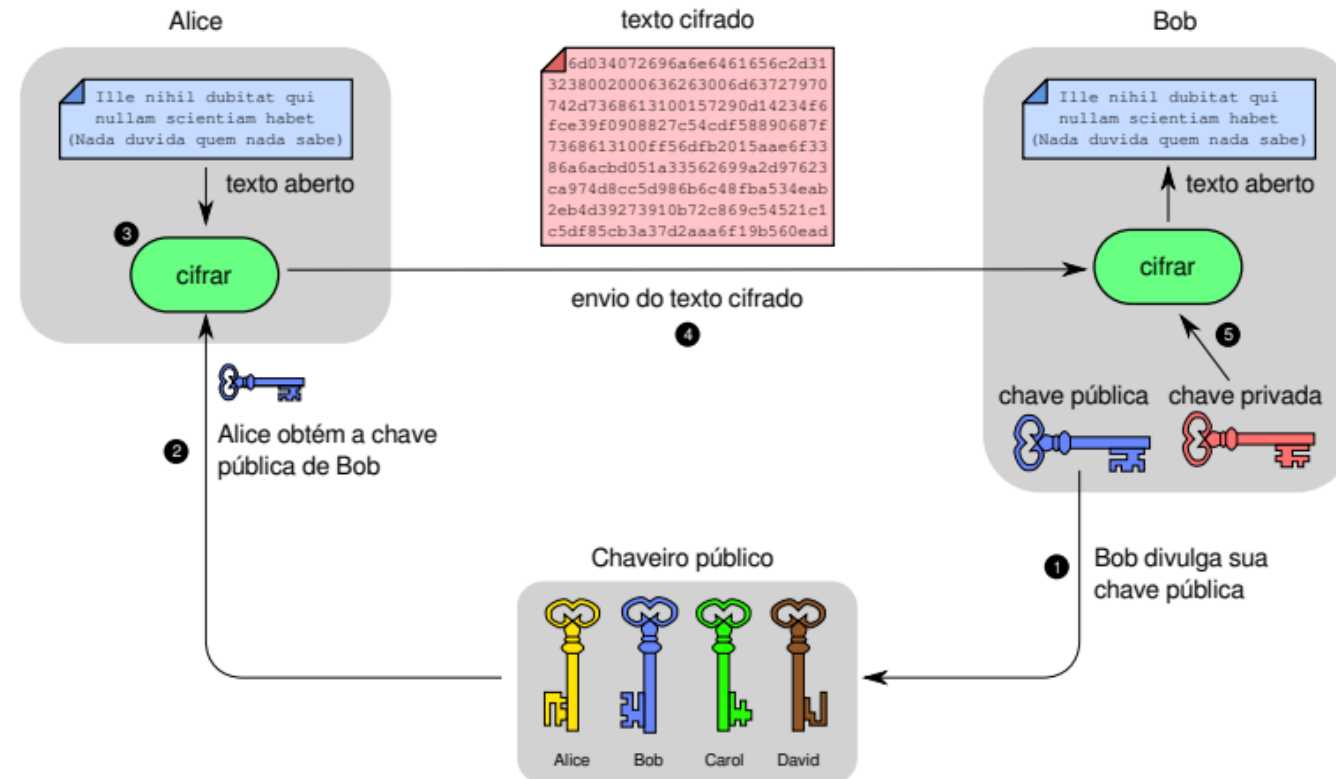 Alice
texto cifrado
Bob
Ille nihil dubitat qui
nullam scientiam habet
(Nada duvida quem nada sabe)
6d034072696a6e6461656c2d31
3238002000636263006d63727970
742d7368613100157290d14234f6
fce39f0908827c54cdf58890687f
7368613100ff56dfb2015aae6f33
86a6acbd051a33562699a2d97623
ca974d8cc5d986b6c48fba534eab
2eb4d39273910b72c869c54521c1
c5df85cb3a37d2aaa6f19b560ead
Ille nihil dubitat qui
nullam scientiam habet
(Nada duvida quem nada sabe)
texto aberto
texto aberto
3
cifrar
cifrar
envio do texto cifrado
4
5
chave pública
chave privada
2
Alice obtém a chave
pública de Bob
1
Bob divulga sua
chave pública
Chaveiro público
Alice
Bob
Carol
David